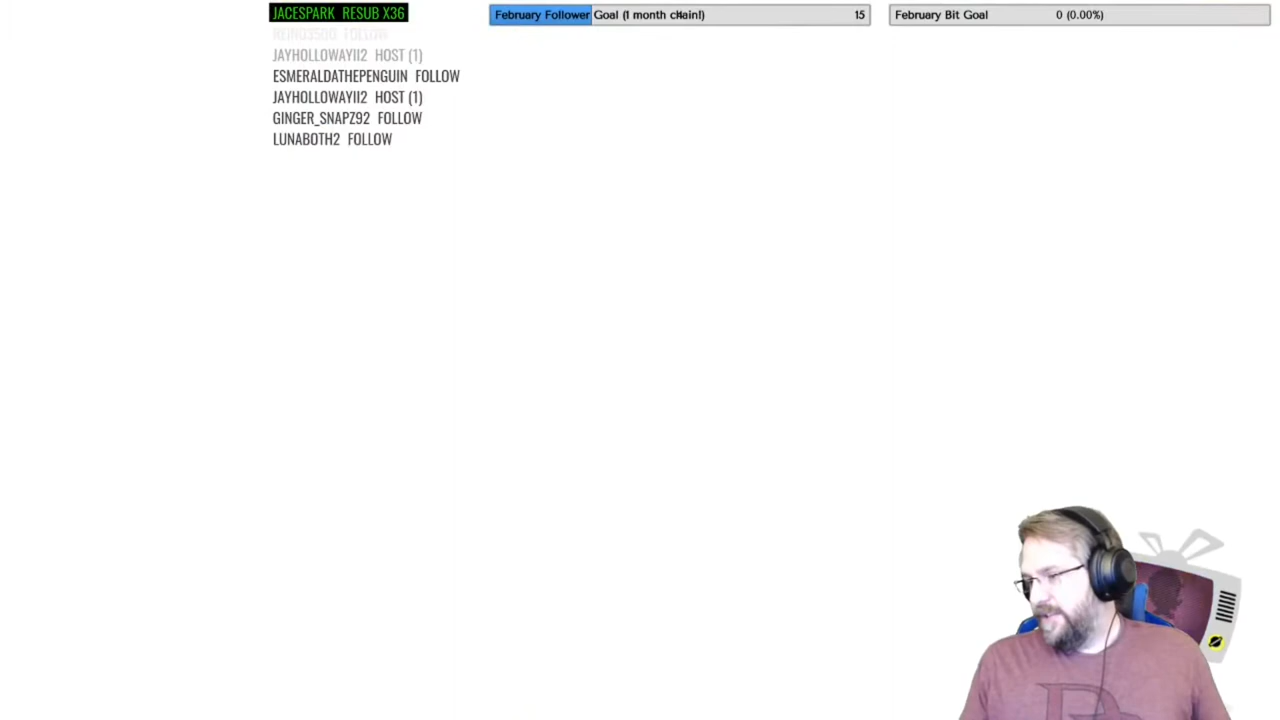 JACESPARK RESUB X36
FOLLOW
JAYHOLLOWAYII2 HOST (1)
ESMERALDATHEPENGUIN FOLLOW
JAYHOLLOWAYII2 HOST (1)
GINGER_SNAPZ92 FOLLOW
LUNABOTH2 FOLLOW
February Follower Goal (1 month chain!) 15
February Bit Goal 0 (0.00%)